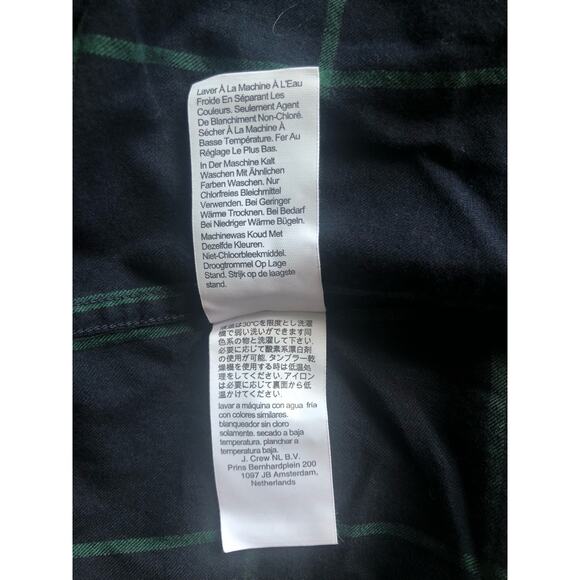 Laver À La Machine À L'Eau
Froide En Séparant Les
Couleurs. Seulement Agent
De Blanchiment Non-Chloré.
Sécher À La Machine À
Basse Température. Fer Au
Réglage Le Plus Bas.
In Der Maschine Kalt
Waschen Mit Ähnlichen
Farben Waschen. Nur
Chlorfreies Bleichmittel
Verwenden. Bei Geringer
Wärme Trocknen. Bei Bedarf
Bei Niedriger Wärme Bügeln.
Machinewas Koud Met
Dezelfde Kleuren.
Niet-Chloorbleekmiddel.
Droogtrommel Op Lage
Stand. Strijk op de laagste
stand.
液温は30℃を限度とし洗濯
機で弱い洗いができます同
色系の物と洗濯して下さい.
必要に応じて酸素系漂白剤
の使用が可能. タンブラー乾
燥機を使用する時は低温処
理をしてください. アイロン
は必要に応じて裏面から低
温かけてください.
lavar a máquina con agua fría
con colores similares.
blanqueador sin cloro
solamente. secado a baja
temperatura. planchar a
temperatura baja.
J. Crew NL B.V.
Prins Bernhardplein 200
1097 JB Amsterdam,
Netherlands